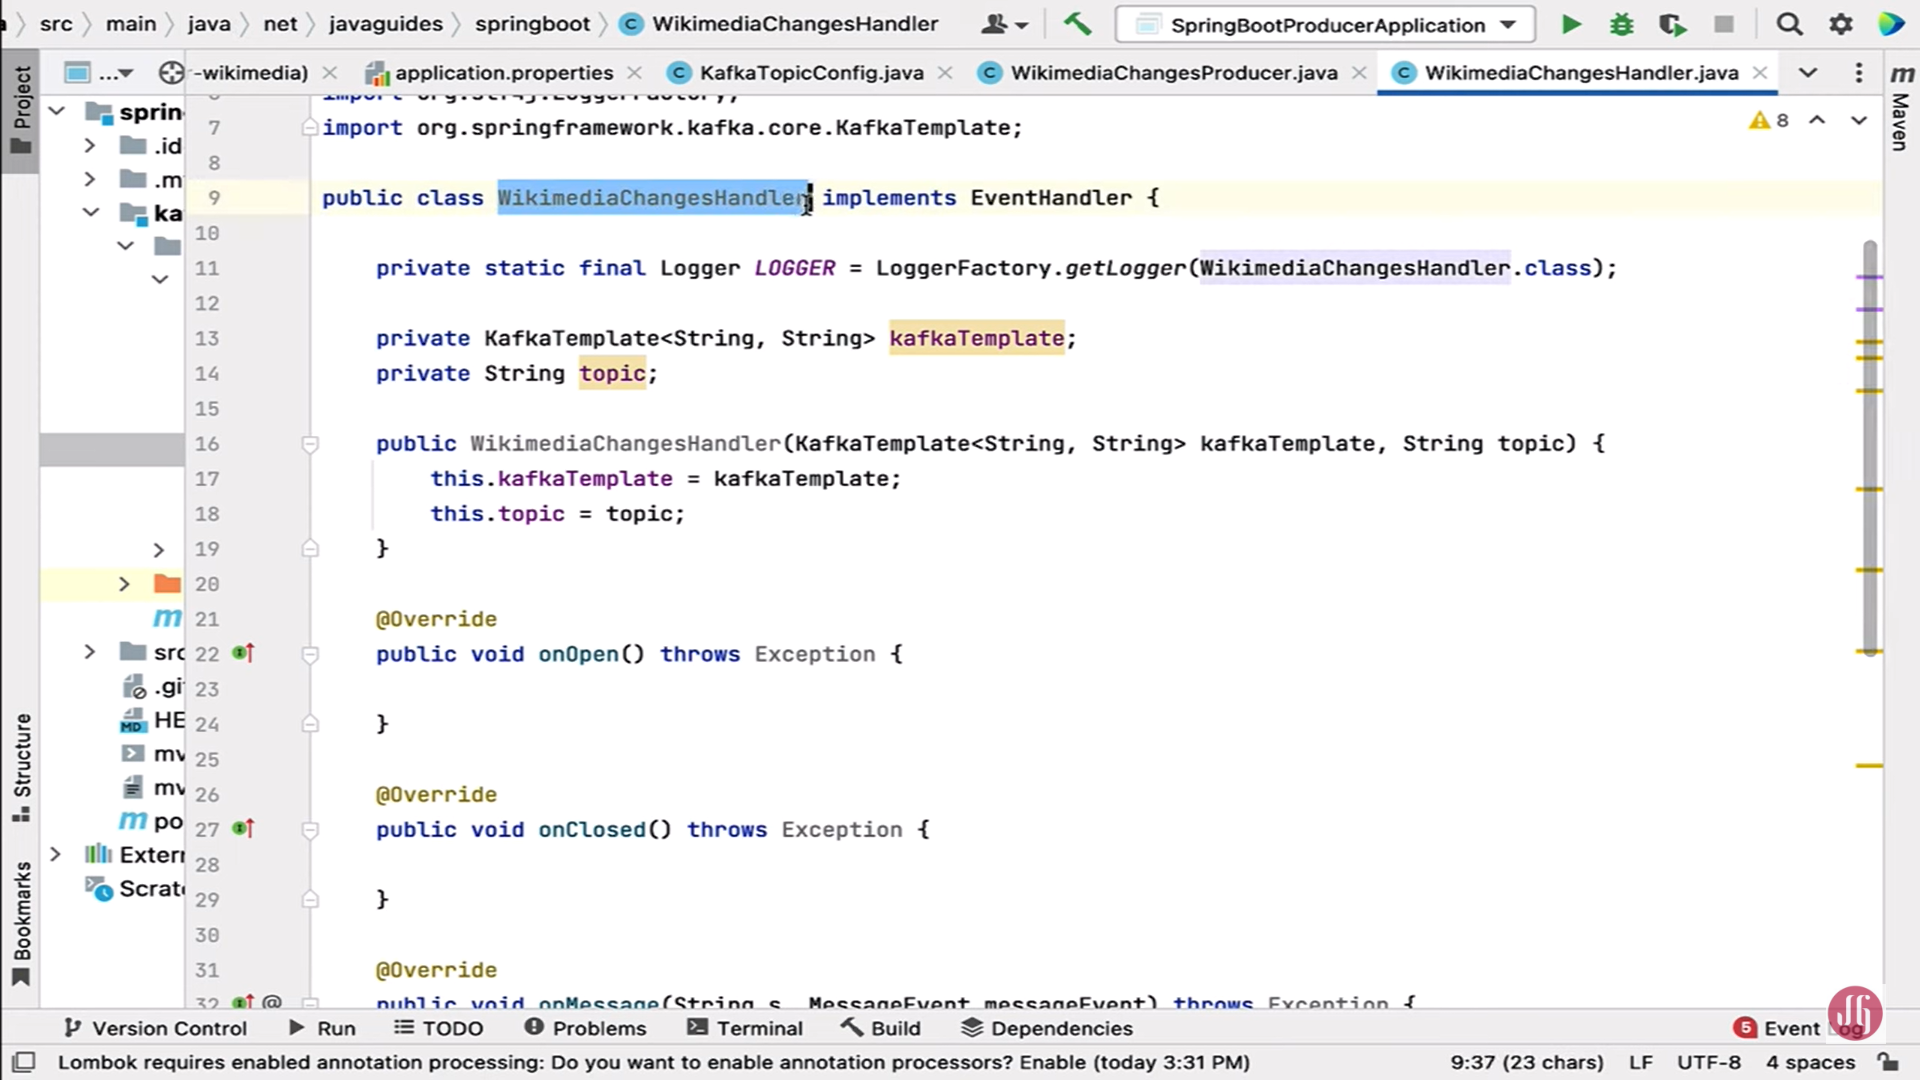 src main java net javaguides springboot WikimediaChangesHandler SpringBootProducerApplication
...
-wikimedia) application.properties KafkaTopicConfig.java WikimediaChangesProducer.java WikimediaChangesHandler.java
Project
Structure
Bookmarks
m Maven
sprin
.id
.m
ka
m
src
.gi
MD HE
mv
mv
m po
Extern
Scrat
import org.slf4j.LoggerFactory;
7 import org.springframework.kafka.core.KafkaTemplate;
8
8
9 public class WikimediaChangesHandler implements EventHandler {
10
11 private static final Logger LOGGER = LoggerFactory.getLogger(WikimediaChangesHandler.class);
12
13 private KafkaTemplate<String, String> kafkaTemplate;
14 private String topic;
15
16 public WikimediaChangesHandler(KafkaTemplate<String, String> kafkaTemplate, String topic) {
17 this.kafkaTemplate = kafkaTemplate;
18 this.topic = topic;
19 }
20
21 @Override
22 public void onOpen() throws Exception {
23
24 }
25
26 @Override
27 public void onClosed() throws Exception {
28
29 }
30
31 @Override
32 @ public void onMessage(String s, MessageEvent messageEvent) throws Exception {
Version Control Run TODO Problems Terminal Build Dependencies 5 Event Log
JG
Lombok requires enabled annotation processing: Do you want to enable annotation processors? Enable (today 3:31 PM) 9:37 (23 chars) LF UTF-8 4 spaces